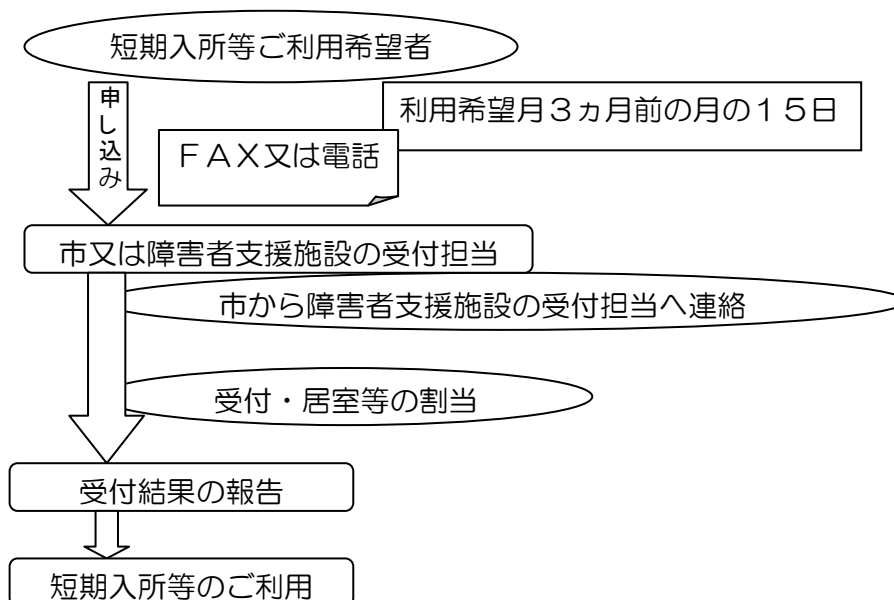 短期入所等ご利用希望者
申し込み
利用希望月３ヵ月前の月の１５日
ＦＡＸ又は電話
市又は障害者支援施設の受付担当
市から障害者支援施設の受付担当へ連絡
受付・居室等の割当
受付結果の報告
短期入所等のご利用